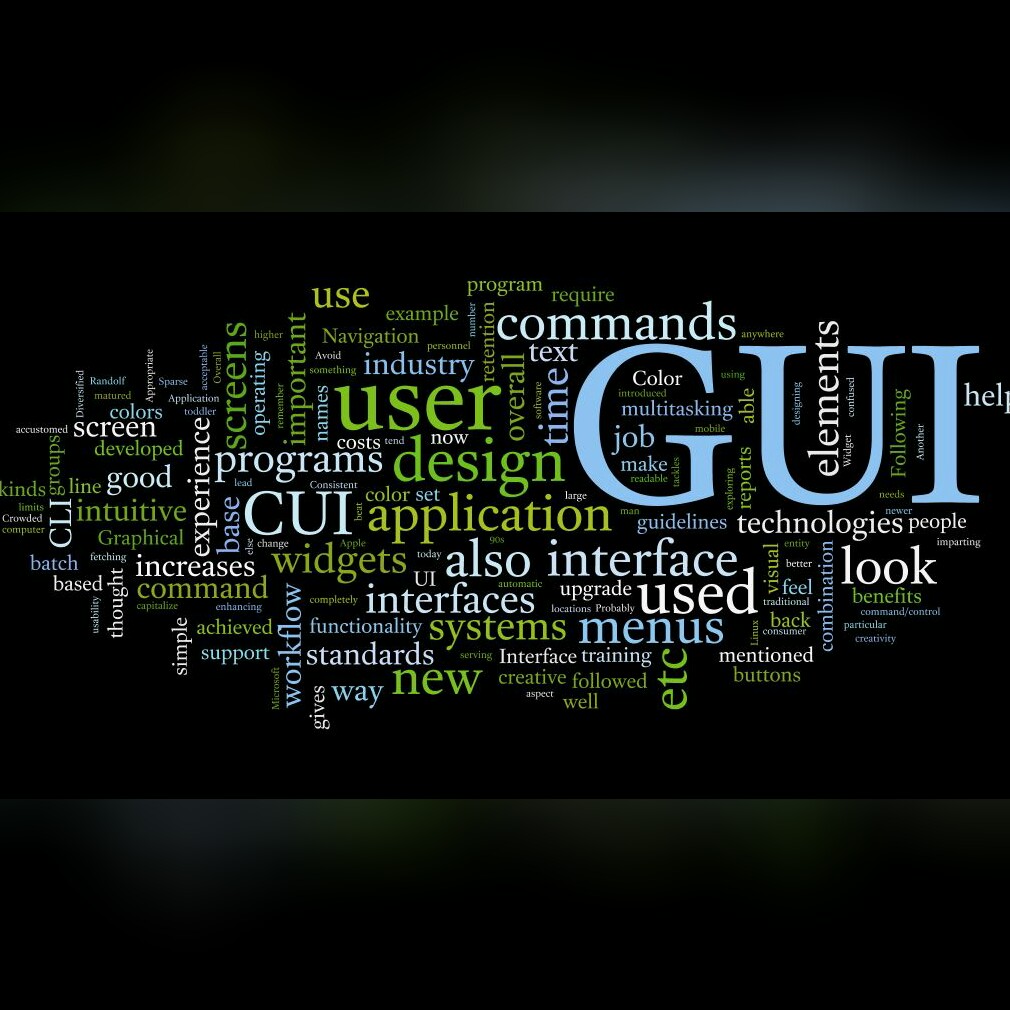 program
require
use
example
number
retention
commands
anywhere
elements
higher
important
Navigation
personnel
screens
Avoid
text
GUI
industry
something
overall
time
Color
using
introduced
able
designing
confused
help
Diversified
Randolf
matured
Appropriate
Sparse
acceptable
Overall
operating
remember
names
user
software
multitasking
mobile
Following
Another
Widget
Application
toddler
colors
accustomed
screen
costs
tend
now
job
make
readable
tackles
developed
groups
experience
programs
design
reports
exploring
good
lead
Consistent
kinds
line
limits
Crowded
computer
CLI
intuitive
base
CUI
beat
color
set
application
large
man
guidelines
technologies
needs
newer
people
imparting
Graphical
else
change
Apple
90s
also
interface
visual
entity
batch
fetching
increases
widgets
today
UI
automatic
upgrade
used
better
feel
combination
look
based
thought
command
traditional
benefits
usability
capitalize
enhancing
workflow
completely
interfaces
locations
Probably
back
command/control
simple
achieved
functionality
systems
menus
Linux
consumer
particular
creativity
support
standards
serving
Interface
training
etc
mentioned
Microsoft
gives
way
new
creative
followed
buttons
aspect
well